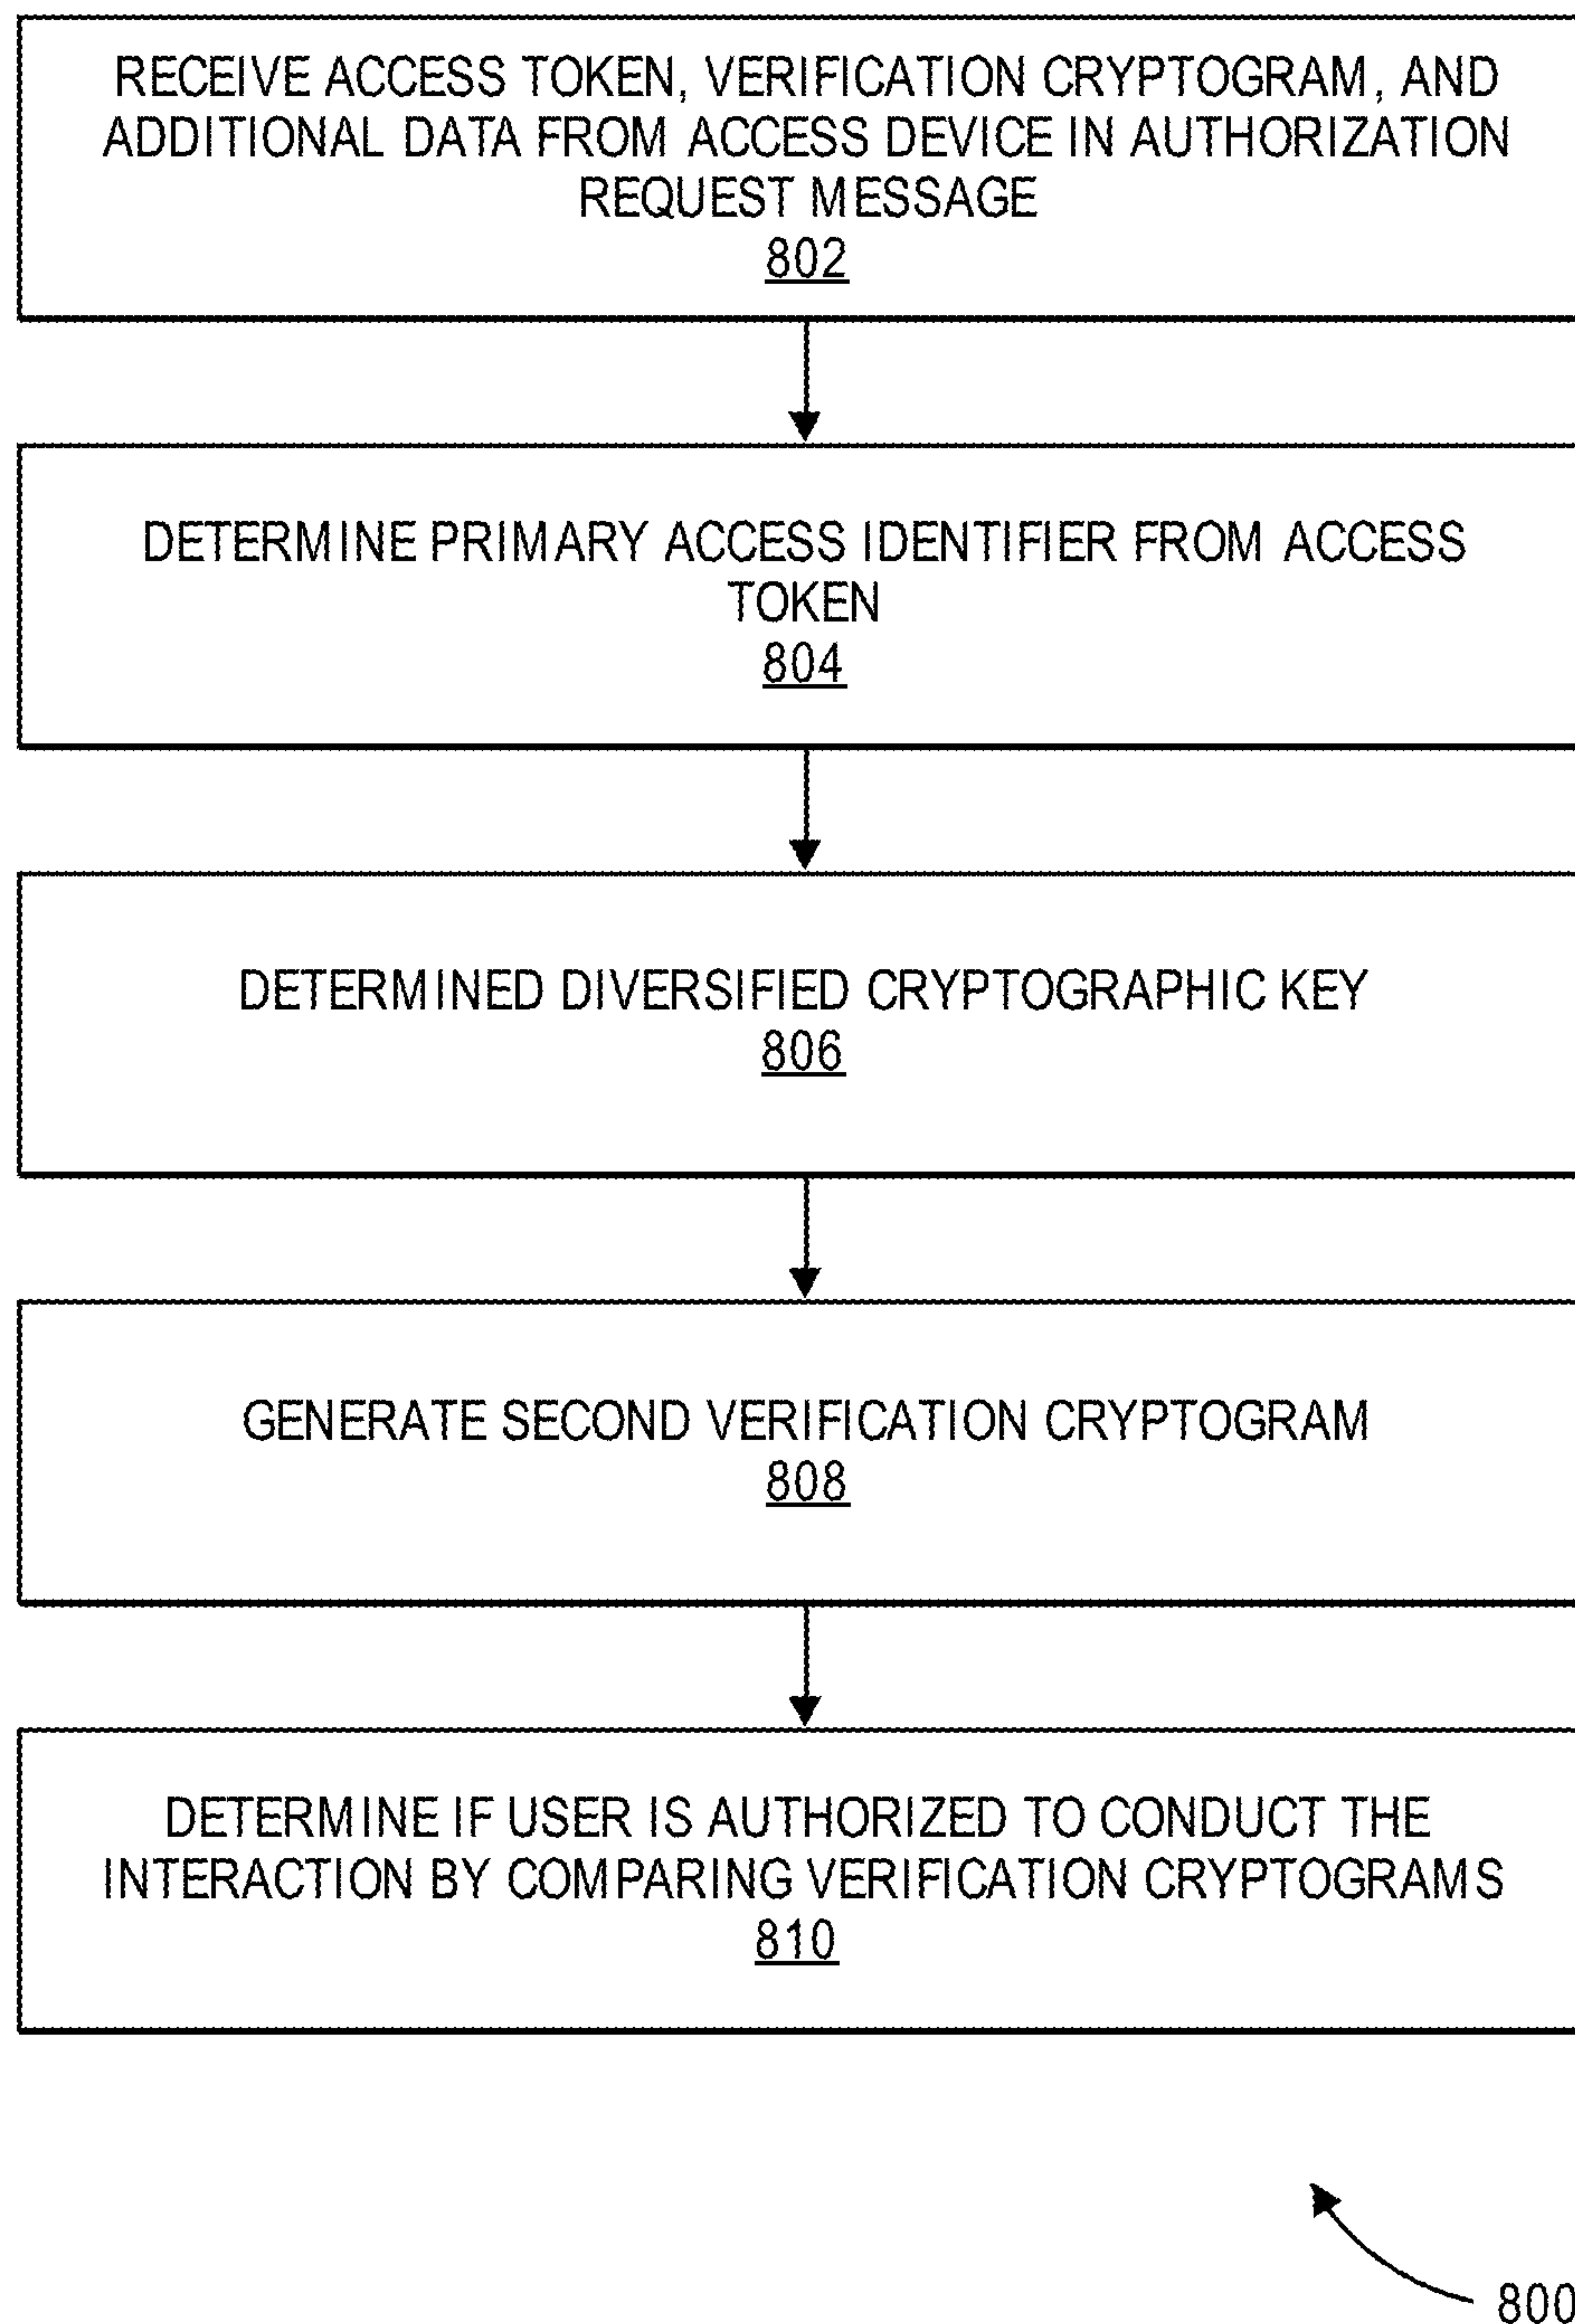 RECEIVE ACCESS TOKEN, VERIFICATION CRYPTOGRAM, AND
ADDITIONAL DATA FROM ACCESS DEVICE IN AUTHORIZATION
REQUEST MESSAGE
802
DETERMINE PRIMARY ACCESS IDENTIFIER FROM ACCESS
TOKEN
804
DETERMINED DIVERSIFIED CRYPTOGRAPHIC KEY
806
GENERATE SECOND VERIFICATION CRYPTOGRAM
808
DETERMINE IF USER IS AUTHORIZED TO CONDUCT THE
INTERACTION BY COMPARING VERIFICATION CRYPTOGRAMS
810
800